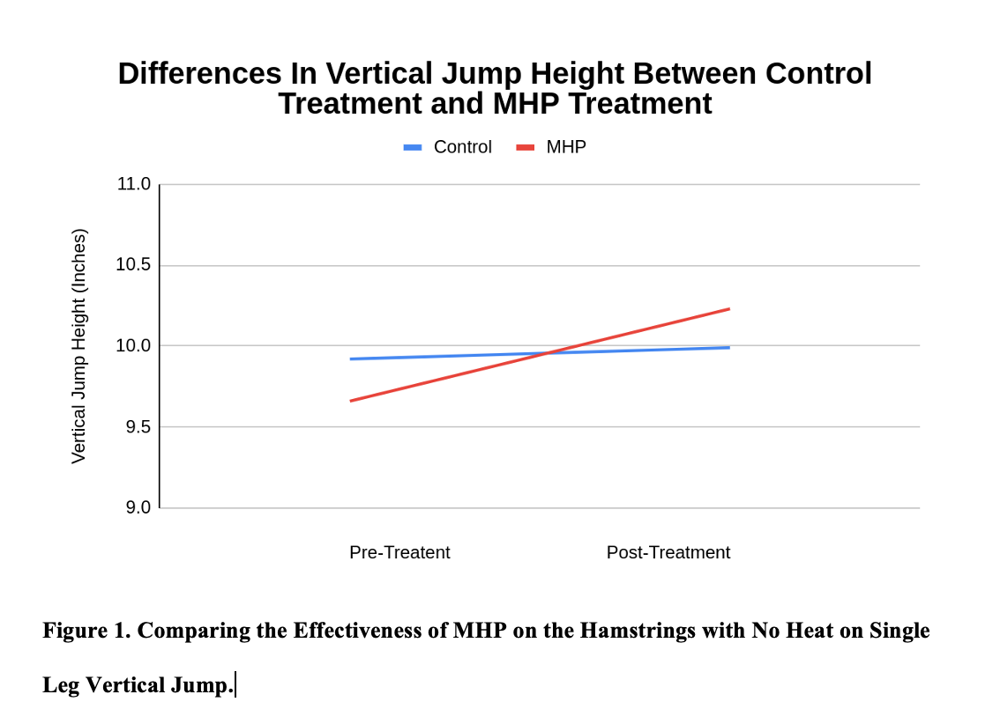 Differences In Vertical Jump Height Between Control
Treatment and MHP Treatment
Control MHP
Vertical Jump Height (Inches)
11.0
10.5
10.0
9.5
9.0
Pre-Treatent Post-Treatment
Figure 1. Comparing the Effectiveness of MHP on the Hamstrings with No Heat on Single
Leg Vertical Jump.